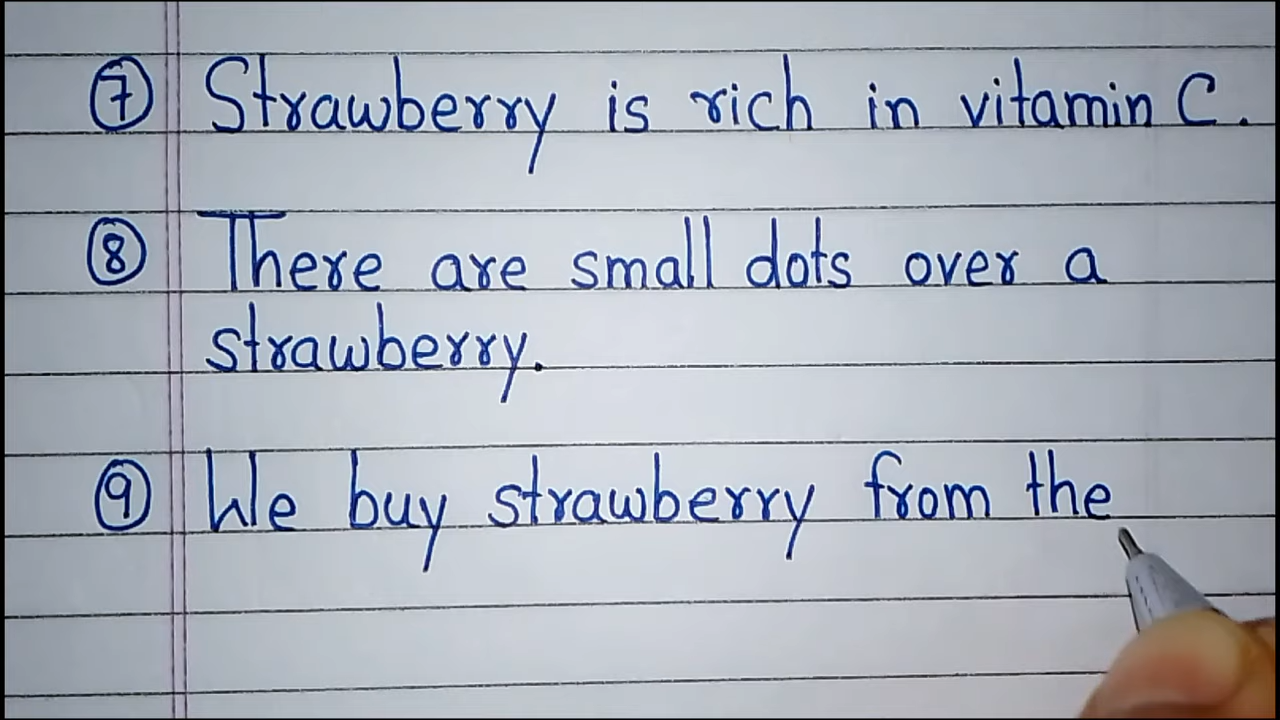 ⑦ Strawberry is rich in vitamin C.
⑧ There are small dots over a
strawberry.
⑨ We buy strawberry from the